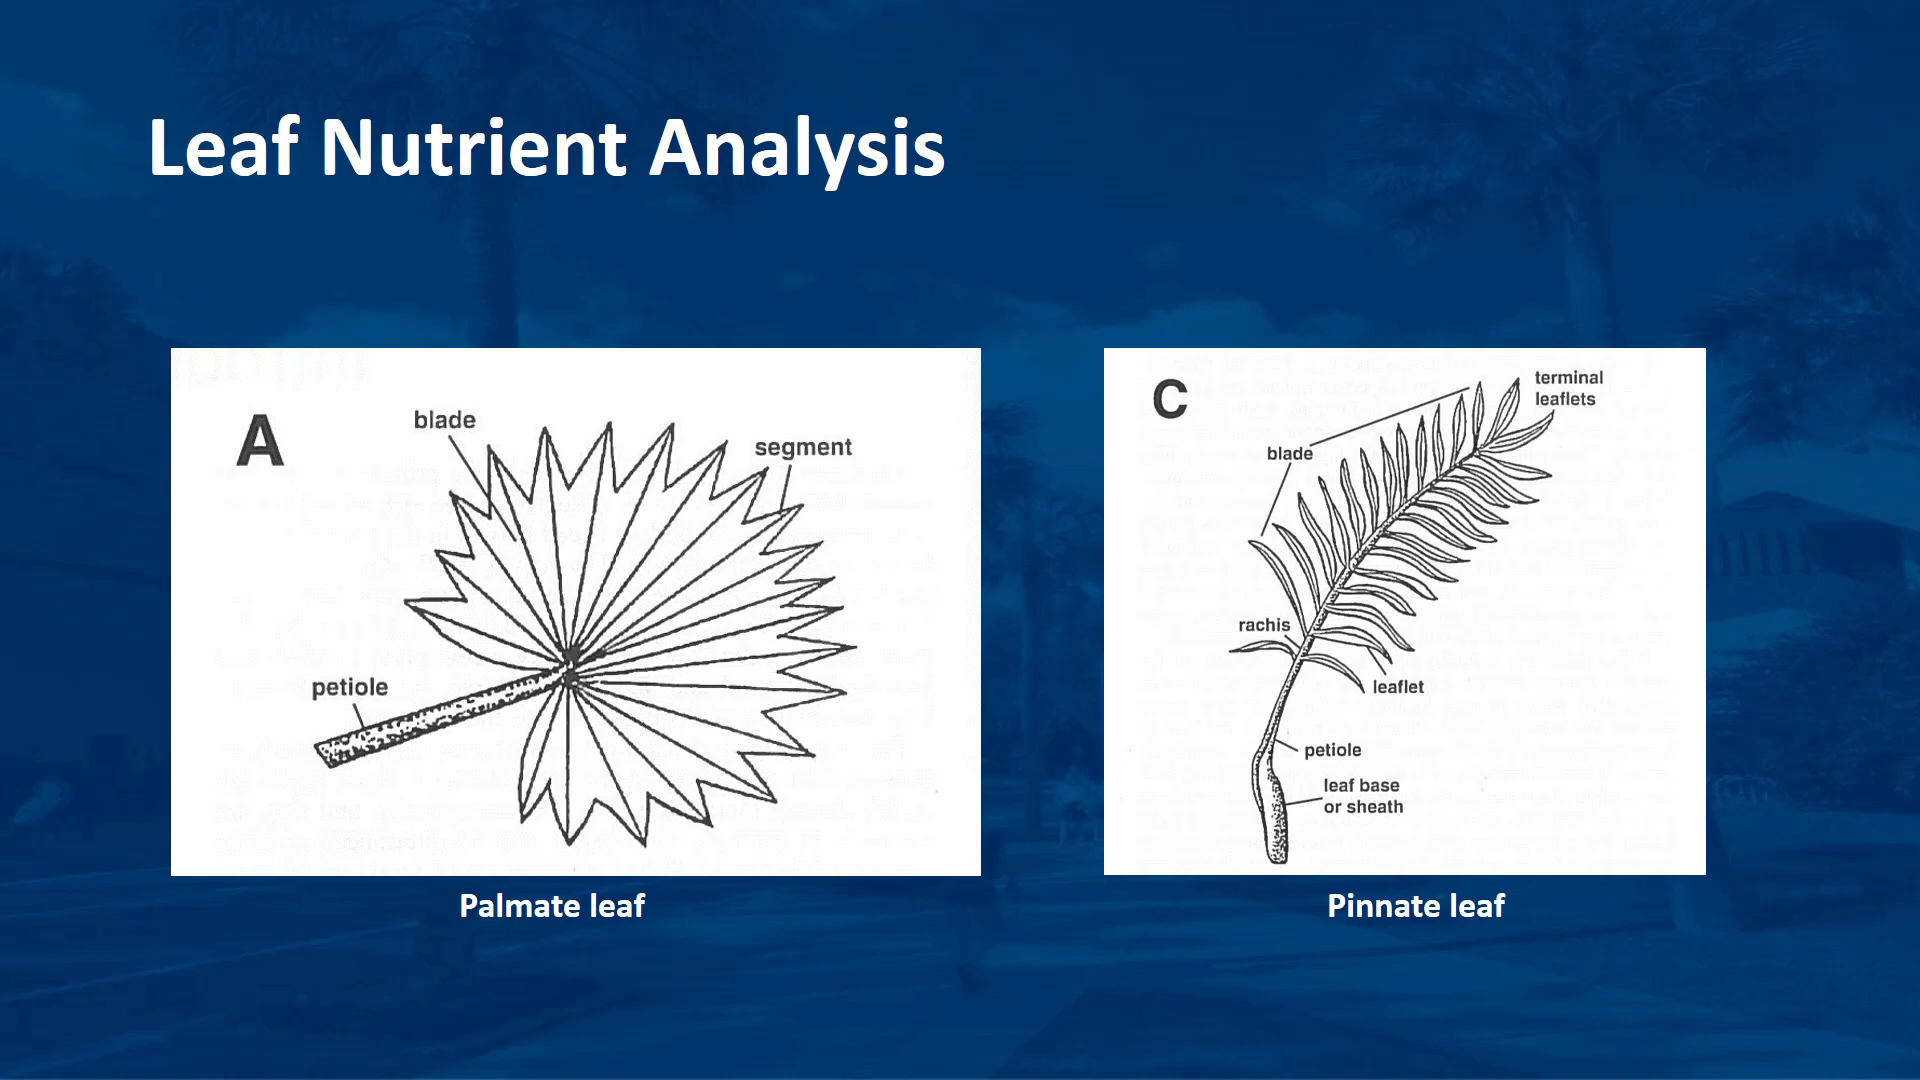 Leaf Nutrient Analysis
A
blade
segment
petiole
Palmate leaf
C
terminal
leaflets
blade
rachis
leaflet
petiole
leaf base
or sheath
Pinnate leaf